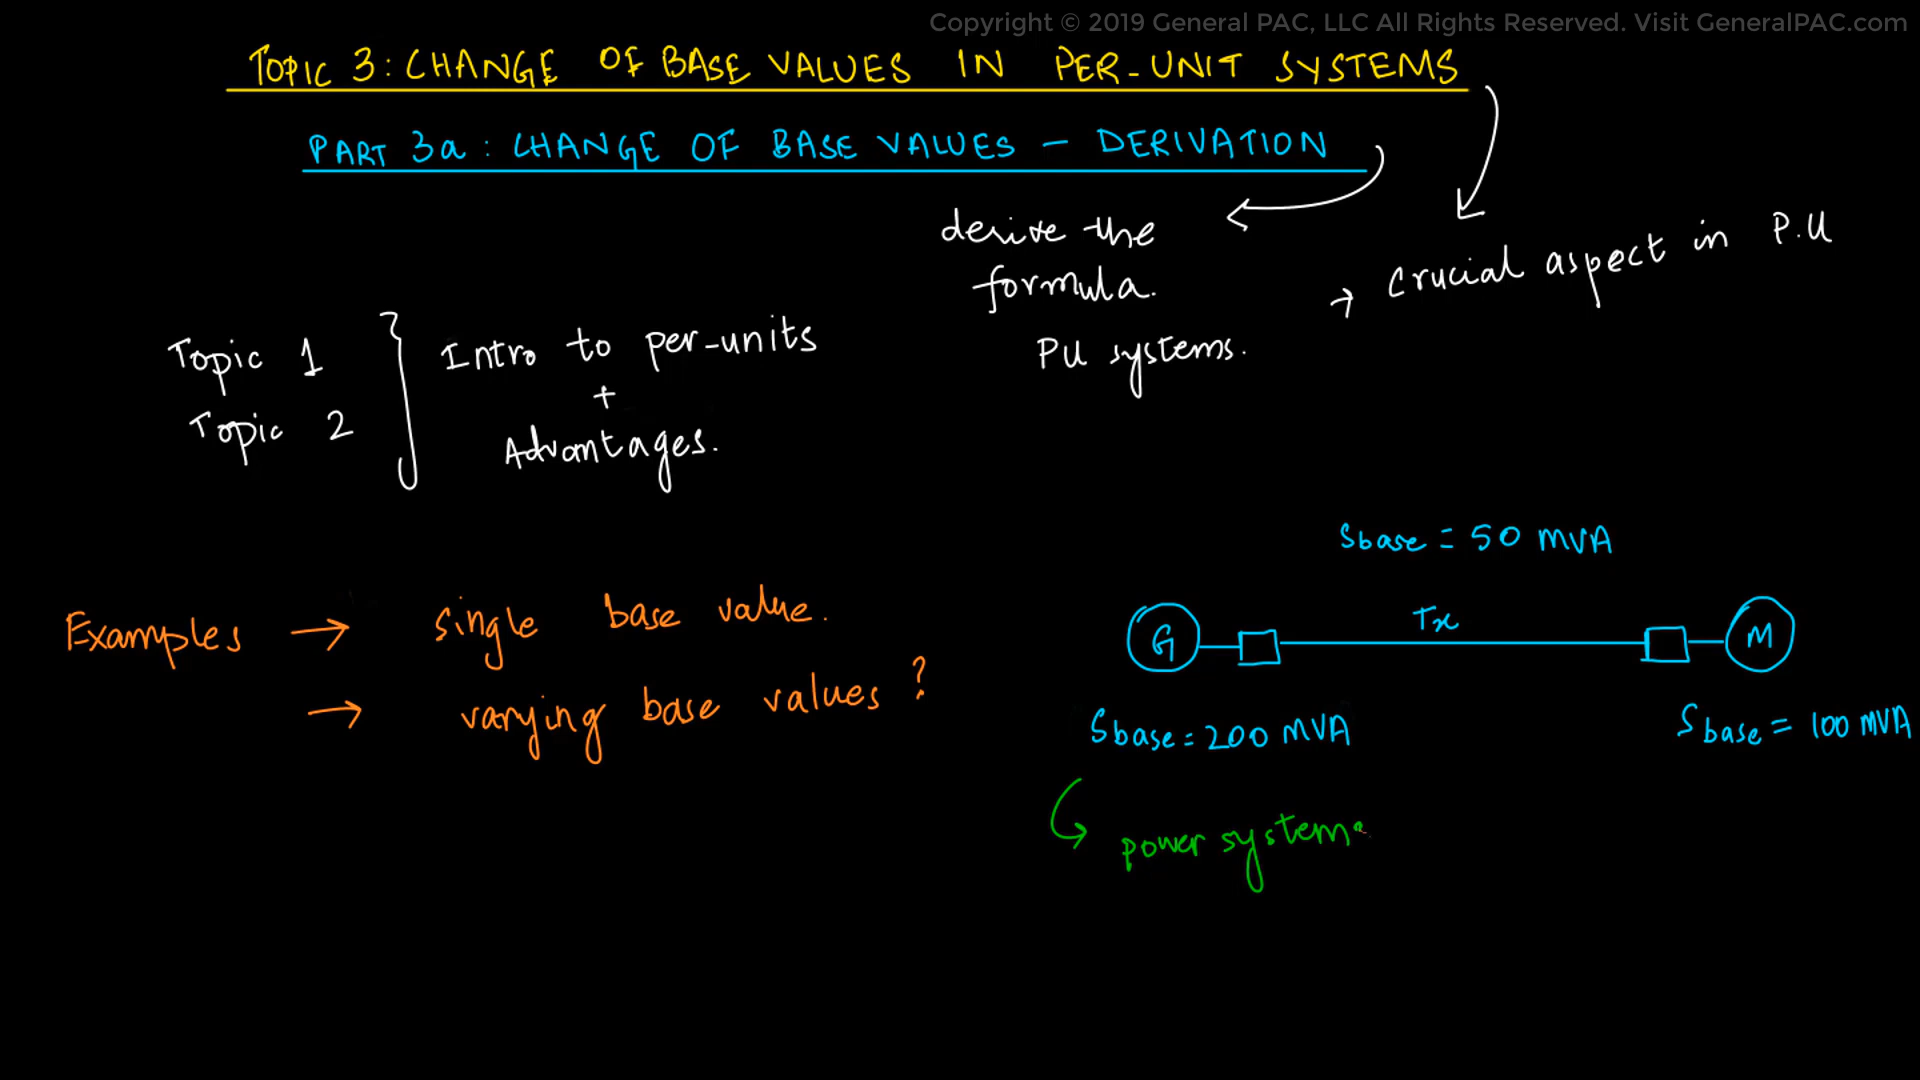 Copyright © 2019 General PAC, LLC All Rights Reserved. Visit GeneralPAC.com
TOPIC 3: CHANGE OF BASE VALUES IN PER-UNIT SYSTEMS
PART 3a: CHANGE OF BASE VALUES - DERIVATION
derive the
formula.
PU systems.
→ Crucial aspect in P.U
Topic 1
Topic 2
Intro to per-units
+
Advantages.
Sbase = 50 MVA
Examples → single base value.
→ varying base values?
G Tx M
Sbase = 200 MVA
Sbase = 100 MVA
power systems